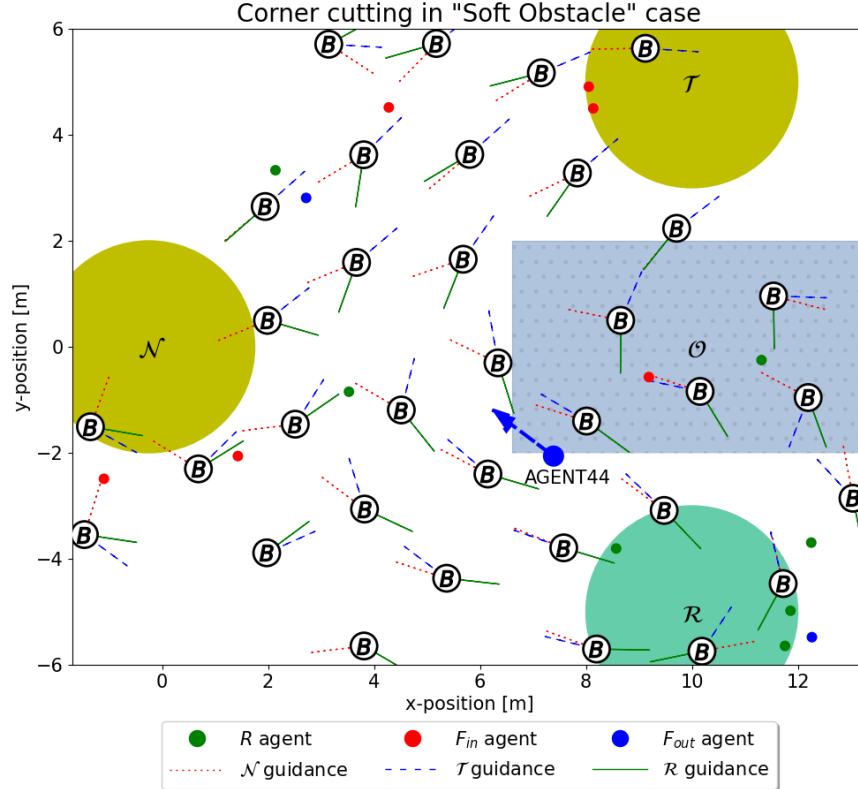 Corner cutting in "Soft Obstacle" case
y-position [m]
6
B B B
B 𝒯
4
B B
B
B
2 B
B B
B
B B
0 𝒩 B 𝒪
B B
B B
B B
−2
B B
AGENT44
B
B B
B
−4 B B
B B
ℛ
B B B
−6
0 2 4 6 8 10 12
x-position [m]
R agent F_in agent F_out agent
𝒩 guidance 𝒯 guidance ℛ guidance